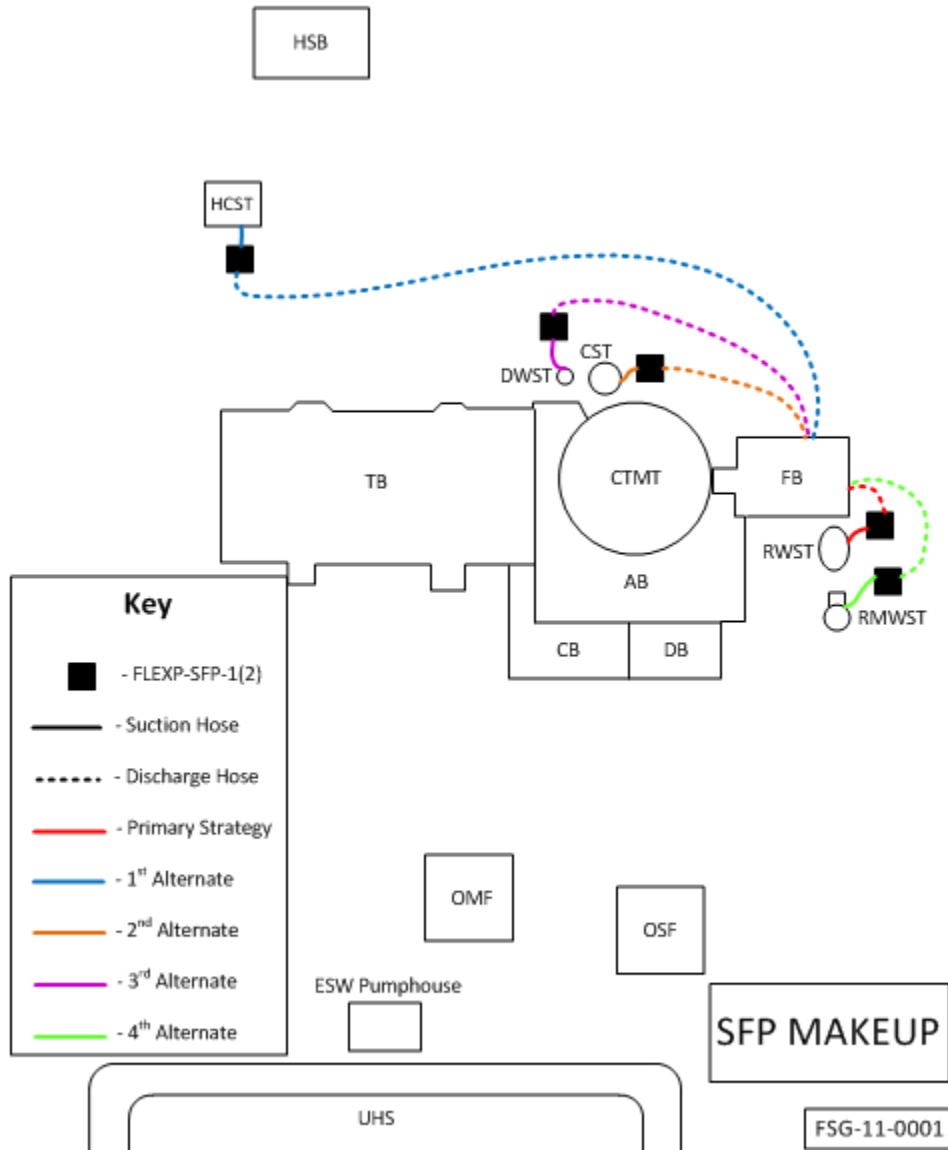 HSB
HCST
CST
DWST
TB
CTMT
FB
RWST
AB
RMWST
CB
DB
Key
- FLEXP-SFP-1(2)
- Suction Hose
- Discharge Hose
- Primary Strategy
- 1st Alternate
- 2nd Alternate
- 3rd Alternate
- 4th Alternate
OMF
OSF
ESW Pumphouse
SFP MAKEUP
UHS
FSG-11-0001